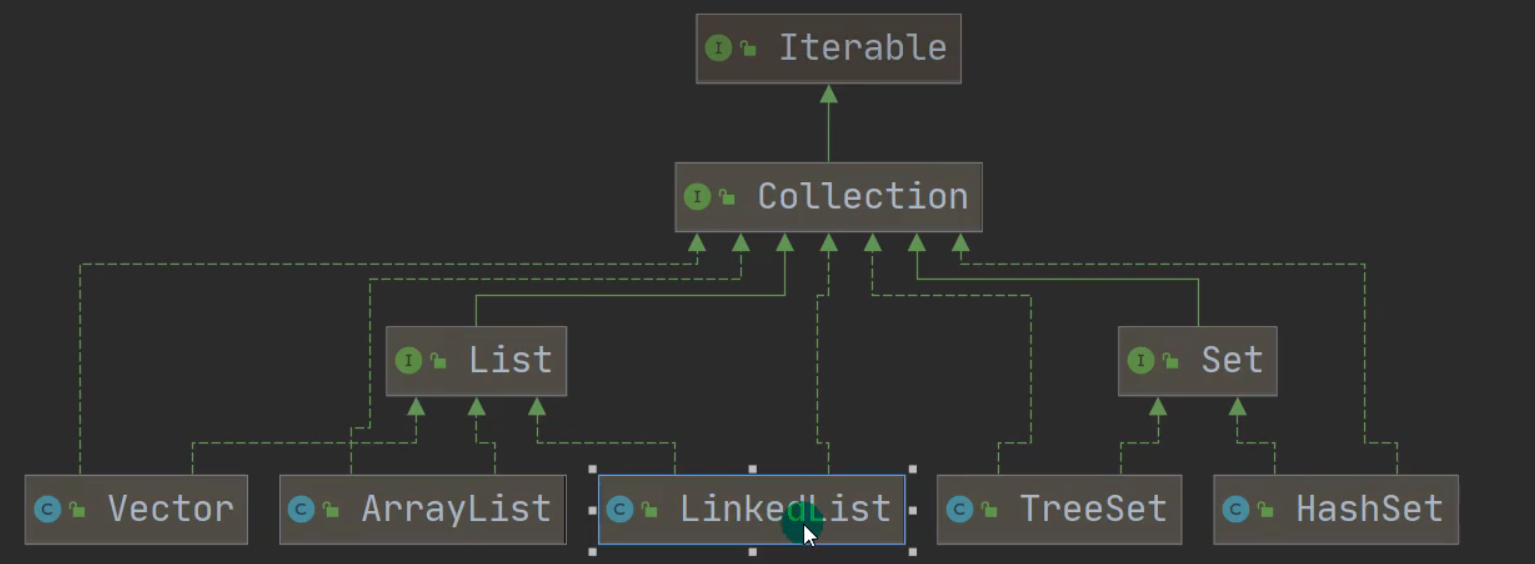 I Iterable
I Collection
I List
I Set
C Vector
C ArrayList
C LinkedList
C TreeSet
C HashSet